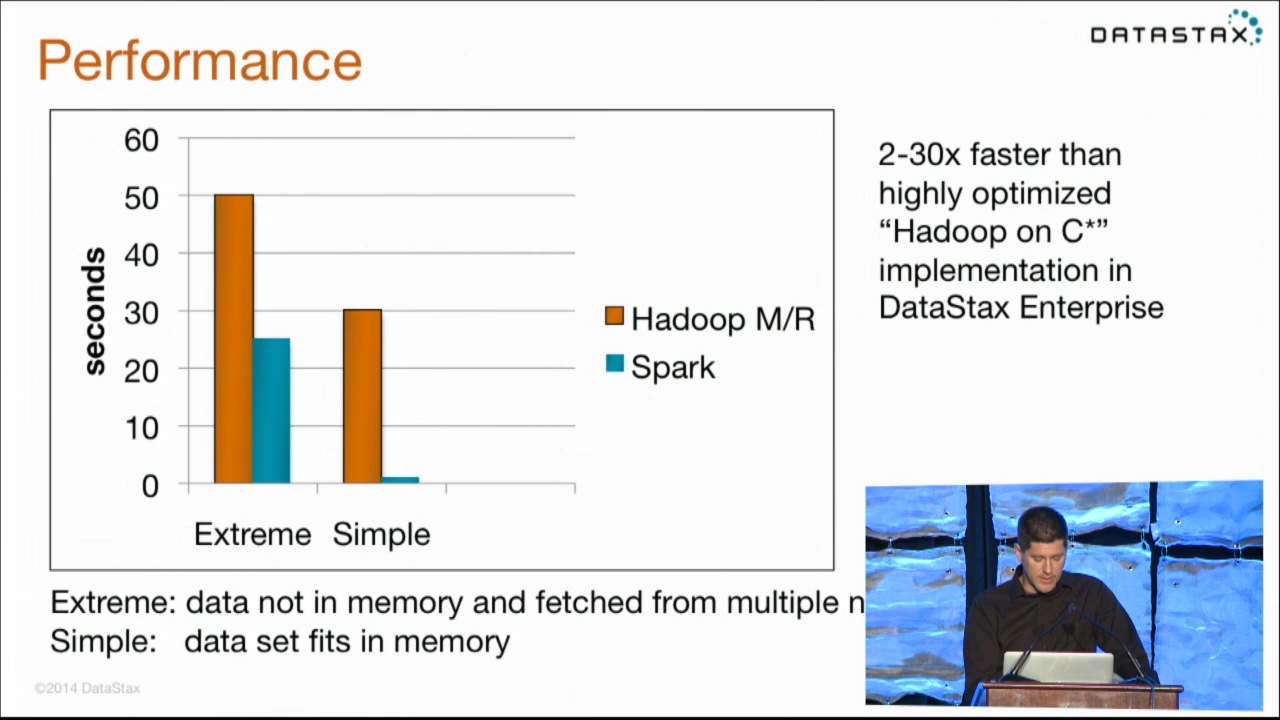 DATASTAX
Performance
60
50
40
30
20
10
0
seconds
Extreme
Simple
Hadoop M/R
Spark
2-30x faster than
highly optimized
“Hadoop on C*”
implementation in
DataStax Enterprise
Extreme: data not in memory and fetched from multiple
Simple: data set fits in memory
©2014 DataStax